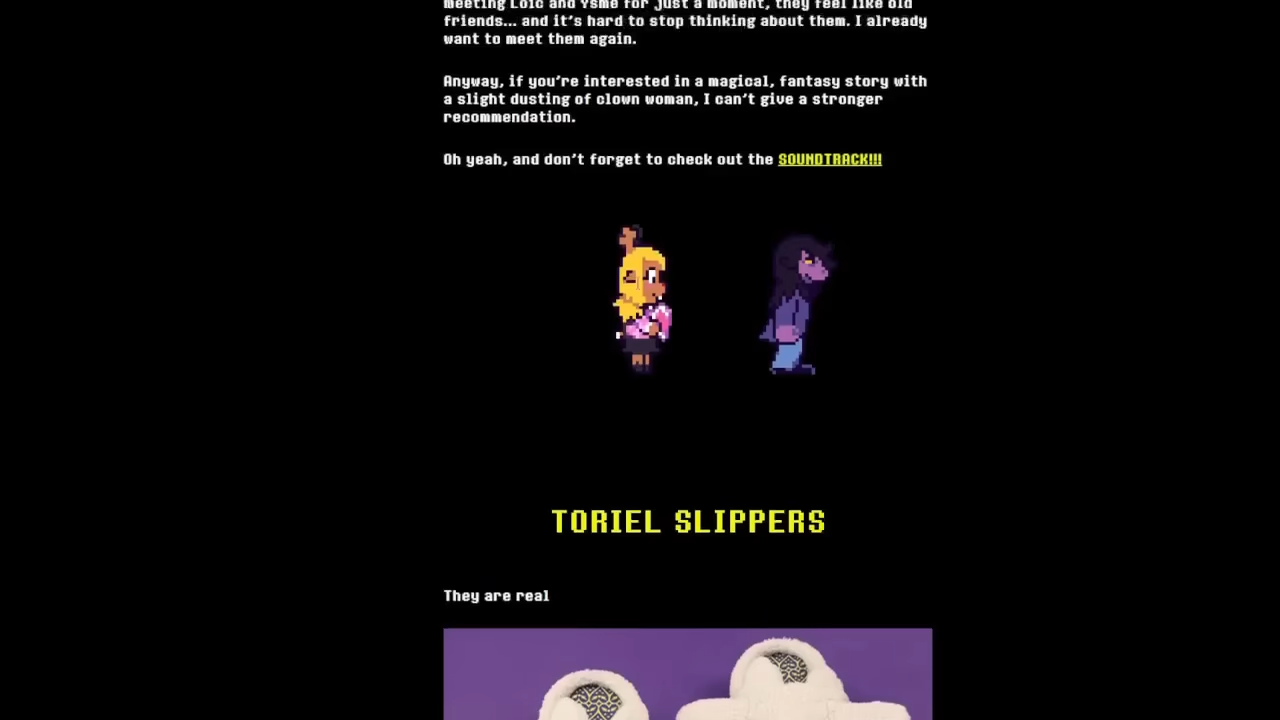 meeting Loïc and Ysmé for just a moment, they feel like old
friends... and it's hard to stop thinking about them. I already
want to meet them again.
Anyway, if you're interested in a magical, fantasy story with
a slight dusting of clown woman, I can't give a stronger
recommendation.
Oh yeah, and don't forget to check out the SOUNDTRACK!!!
TORIEL SLIPPERS
They are real